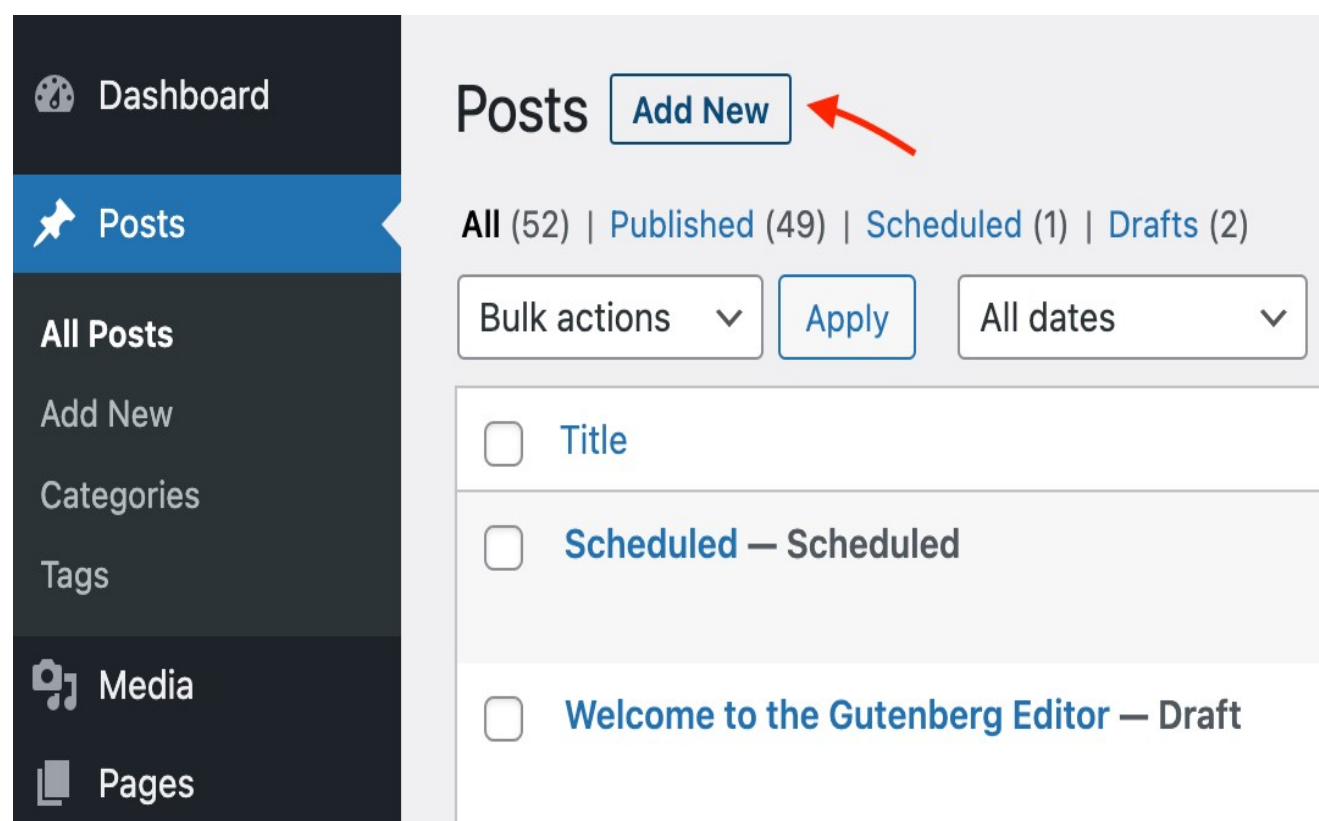 Dashboard
Posts
All Posts
Add New
Categories
Tags
Media
Pages
Posts Add New
All (52) | Published (49) | Scheduled (1) | Drafts (2)
Bulk actions Apply All dates
Title
Scheduled — Scheduled
Welcome to the Gutenberg Editor — Draft